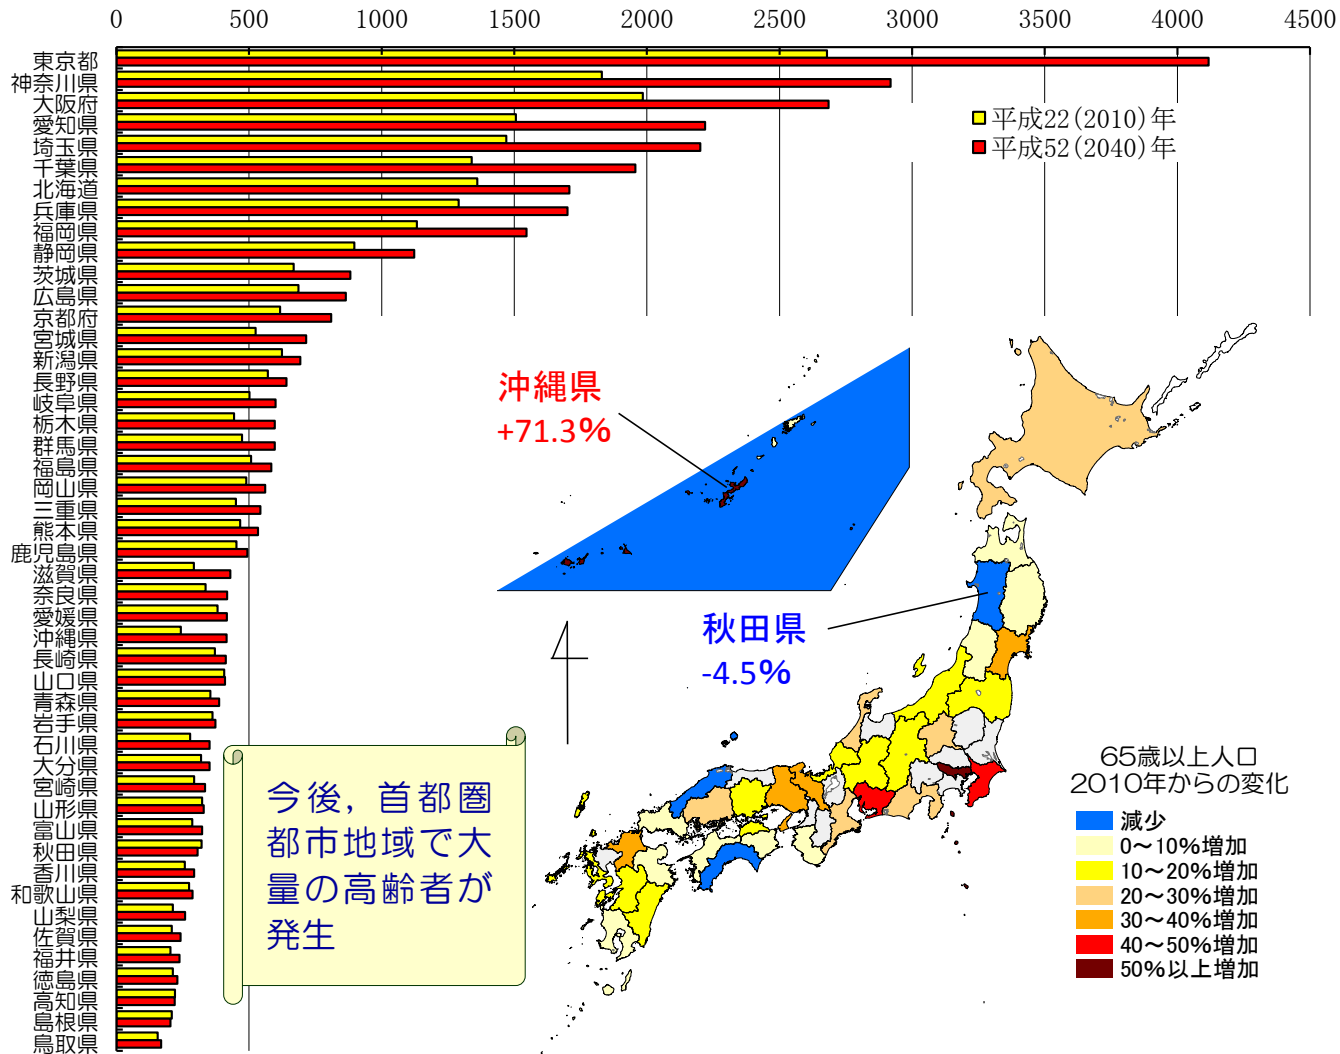 0 500 1000 1500 2000 2500 3000 3500 4000 4500
東京都
神奈川県
大阪府
愛知県
埼玉県
千葉県
北海道
兵庫県
福岡県
静岡県
茨城県
広島県
京都府
宮城県
新潟県
長野県
岐阜県
栃木県
群馬県
福島県
岡山県
三重県
熊本県
鹿児島県
滋賀県
奈良県
愛媛県
沖縄県
長崎県
山口県
青森県
岩手県
石川県
大分県
宮崎県
山形県
富山県
秋田県
香川県
和歌山県
山梨県
佐賀県
福井県
徳島県
高知県
島根県
鳥取県
平成22(2010)年
平成52(2040)年
沖縄県
+71.3%
秋田県
-4.5%
今後，首都圏
都市地域で大
量の高齢者が
発生
65歳以上人口
2010年からの変化
減少
0～10%増加
10～20%増加
20～30%増加
30～40%増加
40～50%増加
50%以上増加